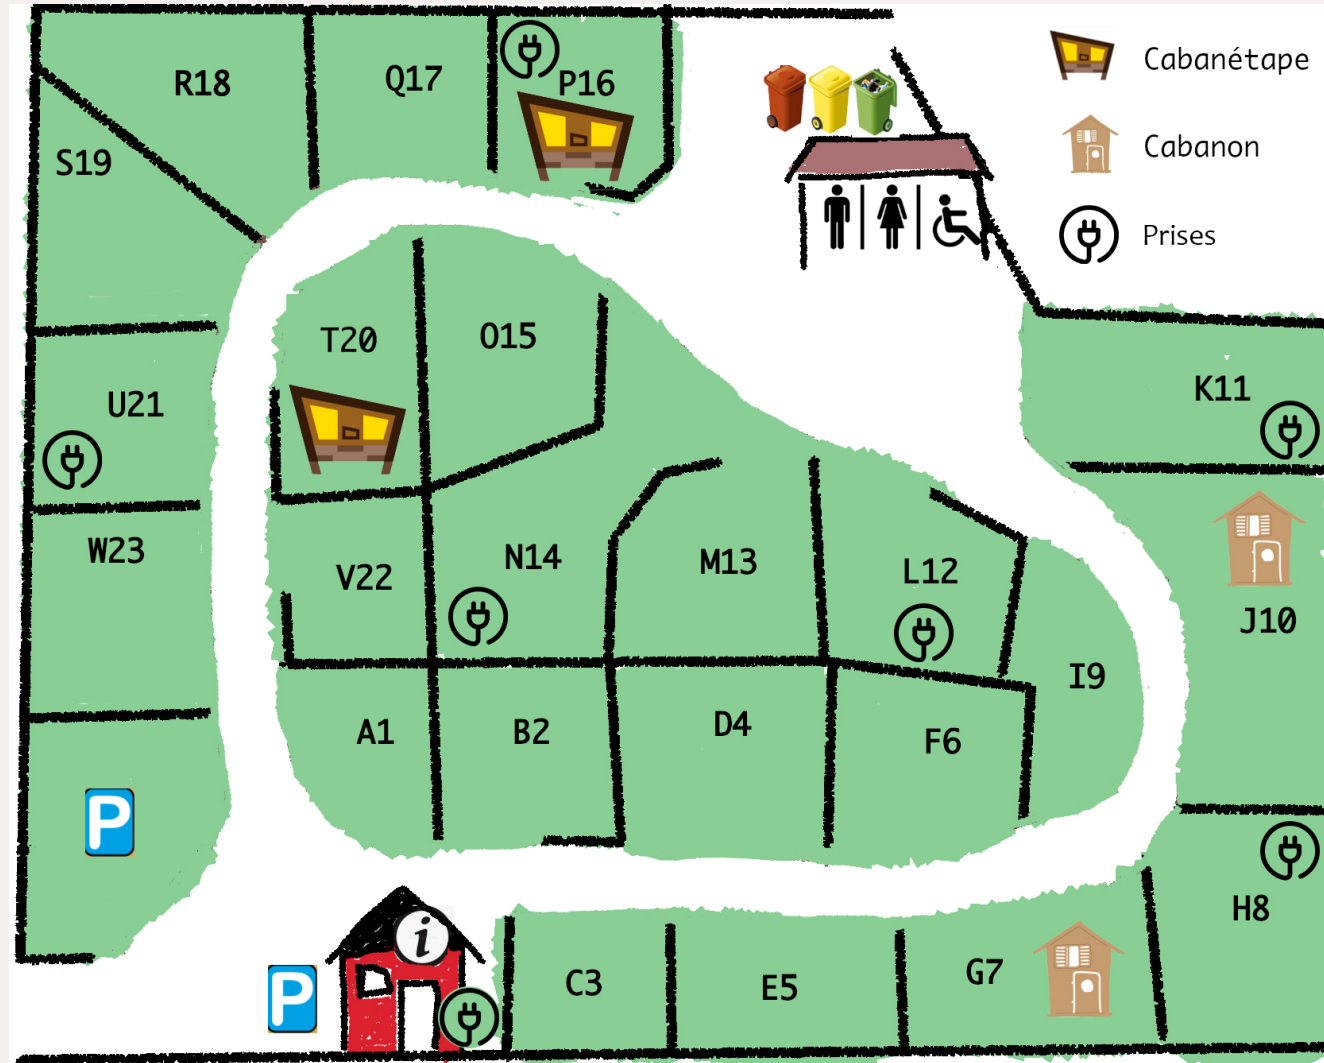 R18
Q17
P16
Cabanétape
Cabanon
Prises
S19
T20
O15
U21
K11
W23
V22
N14
M13
L12
J10
I9
A1
B2
D4
F6
P
H8
i
P
C3
E5
G7